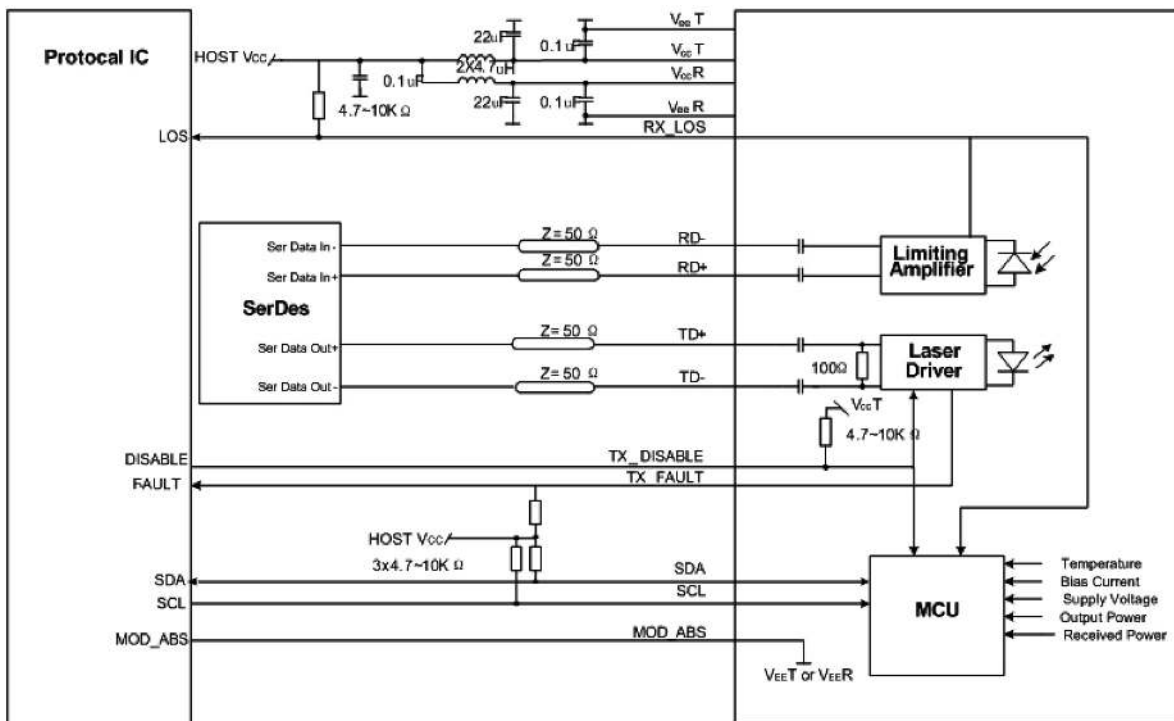 Protocal IC
HOST Vcc
22uF
0.1uF
VeeT
VccT
2X4.7uH
0.1uF
VccR
4.7~10K Ω
22uF
0.1uF
VeeR
LOS
RX_LOS
Ser Data In -
Z= 50 Ω
RD-
Limiting
Amplifier
Ser Data In+
Z= 50 Ω
RD+
SerDes
Ser Data Out+
Z= 50 Ω
TD+
Laser
Driver
100Ω
Ser Data Out -
Z= 50 Ω
TD-
VccT
4.7~10K Ω
DISABLE
TX_DISABLE
FAULT
TX_FAULT
HOST Vcc
3x4.7~10K Ω
SDA
SDA
SCL
SCL
MCU
Temperature
Bias Current
Supply Voltage
Output Power
Received Power
MOD_ABS
MOD_ABS
VEET or VEER